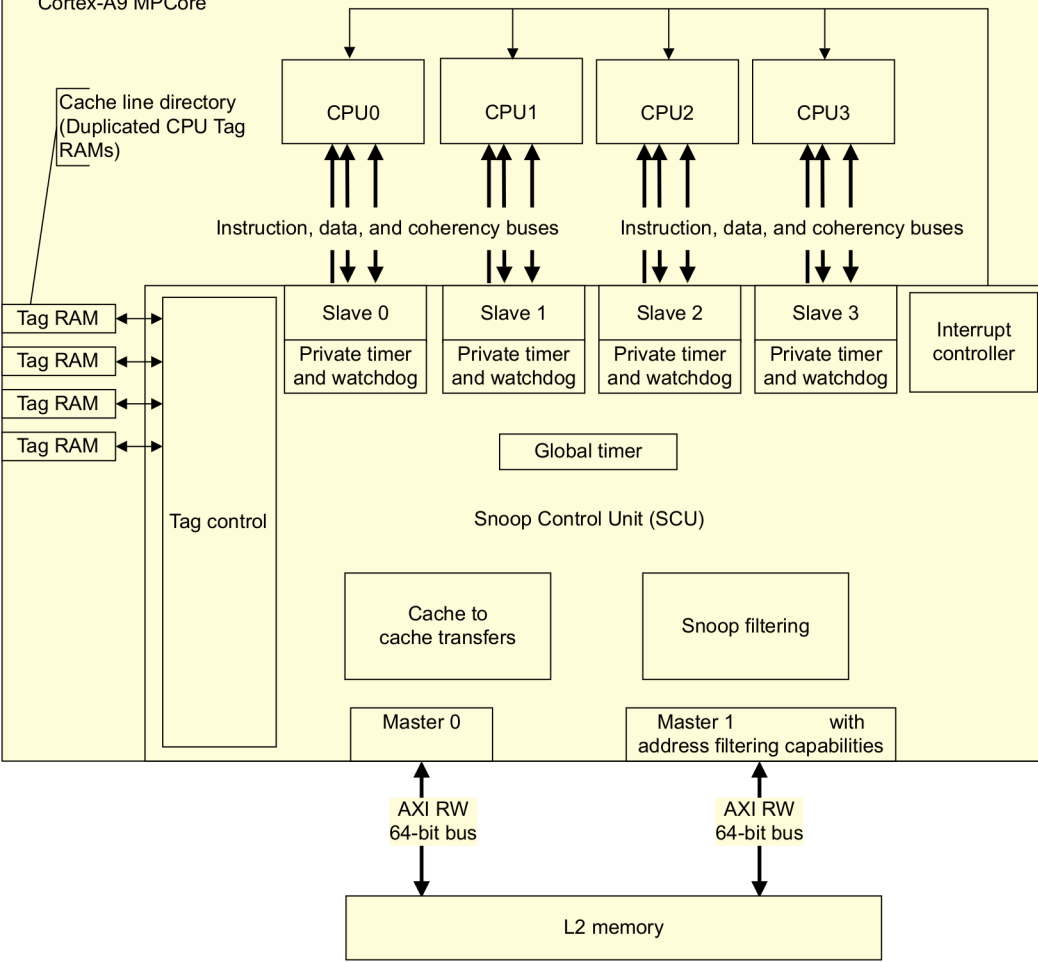 Cortex-A9 MPCore
Cache line directory
(Duplicated CPU Tag
RAMs)
CPU0
CPU1
CPU2
CPU3
Instruction, data, and coherency buses
Instruction, data, and coherency buses
Tag RAM
Tag RAM
Tag RAM
Tag RAM
Tag control
Slave 0
Private timer
and watchdog
Slave 1
Private timer
and watchdog
Slave 2
Private timer
and watchdog
Slave 3
Private timer
and watchdog
Interrupt
controller
Global timer
Snoop Control Unit (SCU)
Cache to
cache transfers
Snoop filtering
Master 0
Master 1 with
address filtering capabilities
AXI RW
64-bit bus
AXI RW
64-bit bus
L2 memory